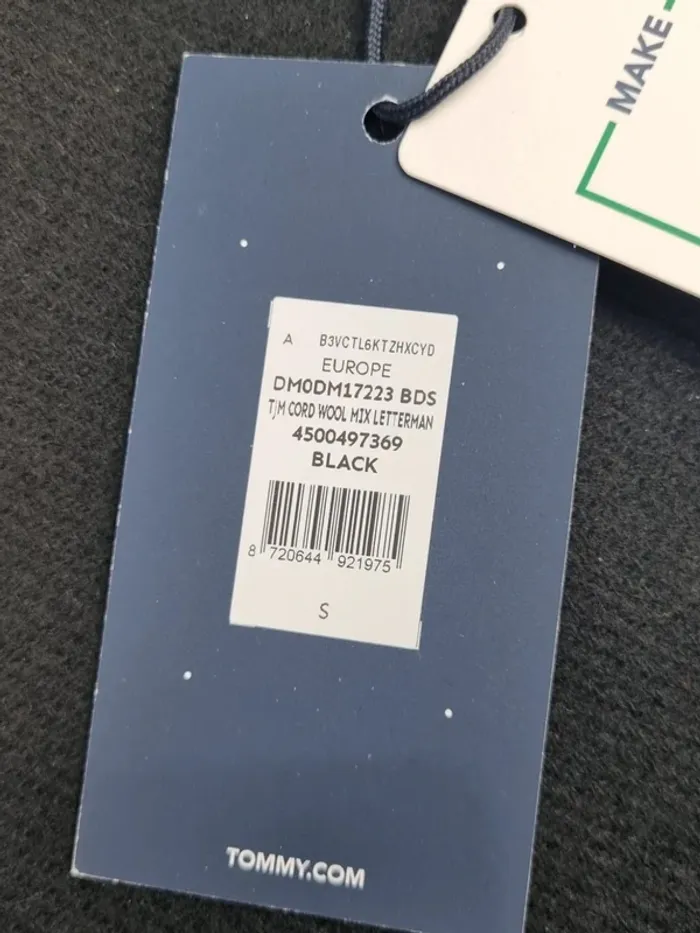 MAKE
A B3VCTL6KTZHXCYD
EUROPE
DM0DM17223 BDS
TJM CORD WOOL MIX LETTERMAN
4500497369
BLACK
8 720644 921975
S
TOMMY.COM